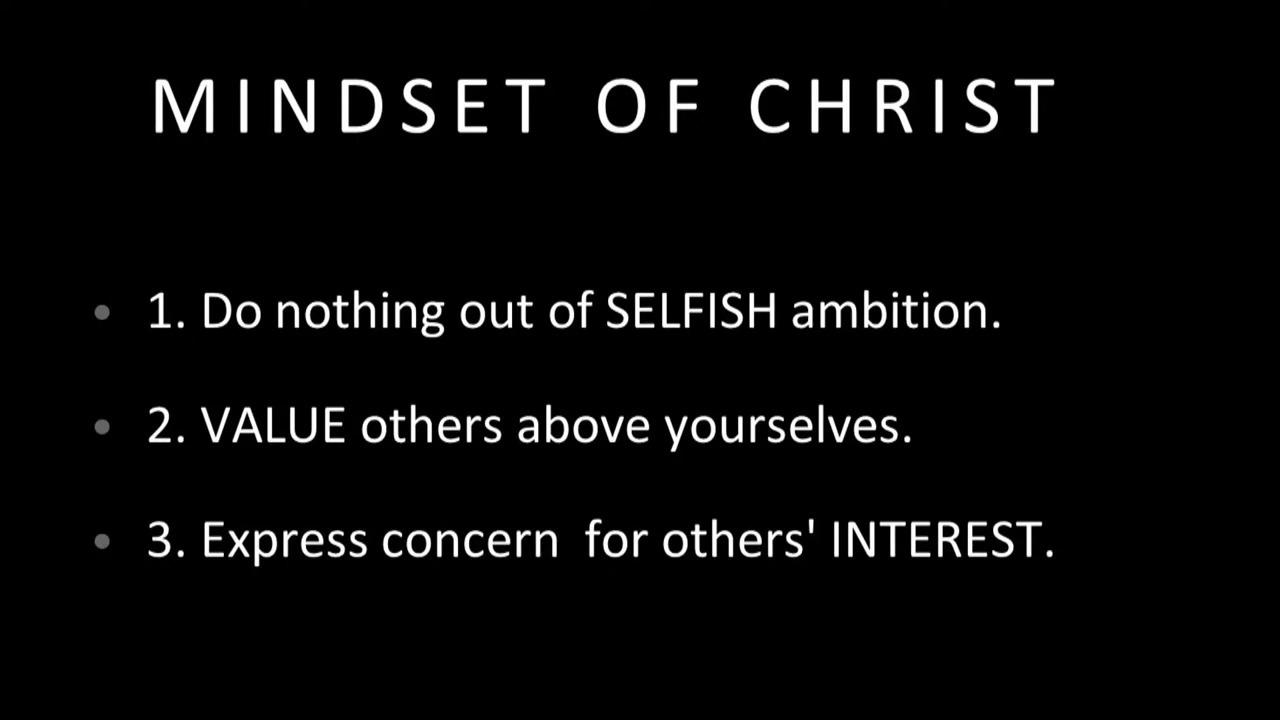 MINDSET OF CHRIST
• 1. Do nothing out of SELFISH ambition.
• 2. VALUE others above yourselves.
• 3. Express concern  for others' INTEREST.